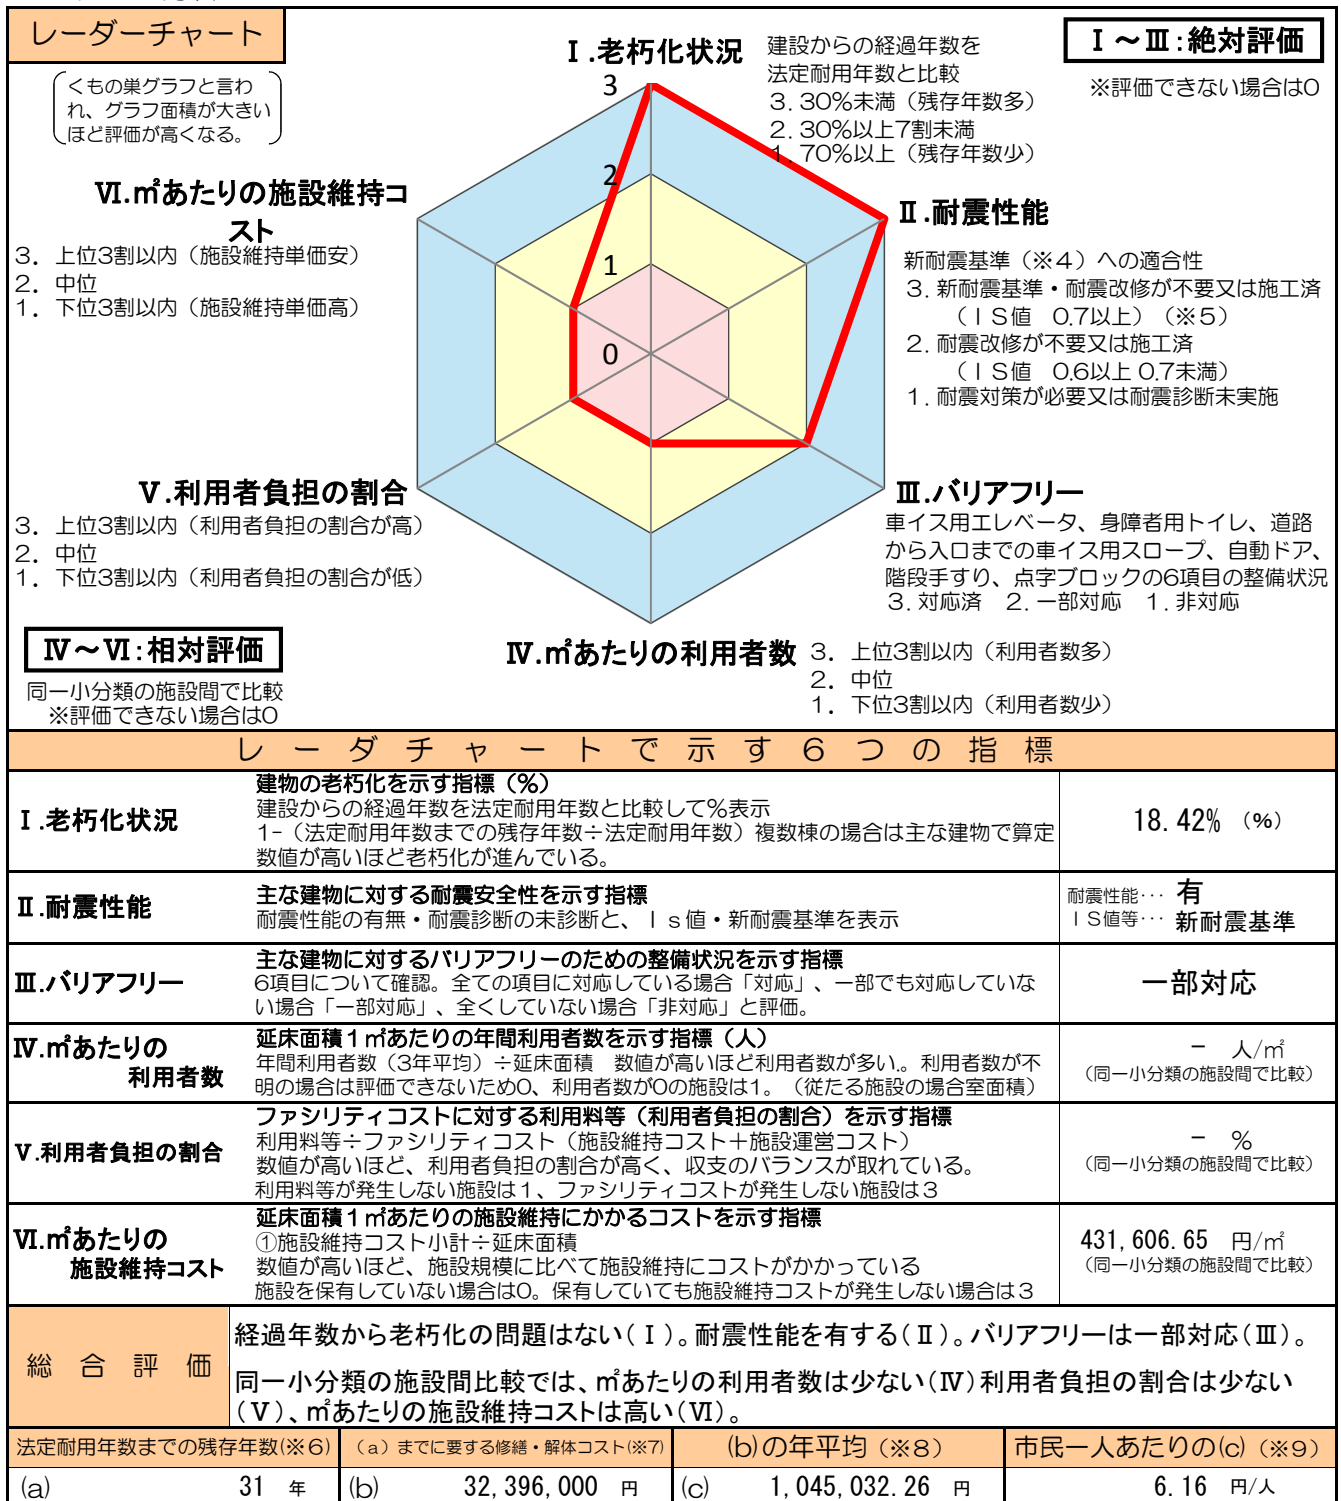 レーダーチャート
くもの巣グラフと言わ
れ、グラフ面積が大きい
ほど評価が高くなる。
Ⅰ.老朽化状況
建設からの経過年数を
法定耐用年数と比較
3. 30%未満（残存年数多）
2. 30%以上7割未満
1. 70%以上（残存年数少）
Ⅰ～Ⅲ:絶対評価
※評価できない場合は0
3
2
1
0
Ⅵ.㎡あたりの施設維持コ
スト
3. 上位3割以内（施設維持単価安）
2. 中位
1. 下位3割以内（施設維持単価高）
Ⅱ.耐震性能
新耐震基準（※4）への適合性
3. 新耐震基準・耐震改修が不要又は施工済
（ＩＳ値 0.7以上）（※5）
2. 耐震改修が不要又は施工済
（ＩＳ値 0.6以上 0.7未満）
1. 耐震対策が必要又は耐震診断未実施
Ⅴ.利用者負担の割合
3. 上位3割以内（利用者負担の割合が高）
2. 中位
1. 下位3割以内（利用者負担の割合が低）
Ⅲ.バリアフリー
車イス用エレベータ、身障者用トイレ、道路
から入口までの車イス用スロープ、自動ドア、
階段手すり、点字ブロックの6項目の整備状況
3. 対応済 2. 一部対応 1. 非対応
Ⅳ～Ⅵ:相対評価
同一小分類の施設間で比較
※評価できない場合は0
Ⅳ.㎡あたりの利用者数
3. 上位3割以内（利用者数多）
2. 中位
1. 下位3割以内（利用者数少）
レーダチャートで示す6つの指標
Ⅰ.老朽化状況
建物の老朽化を示す指標（%）
建設からの経過年数を法定耐用年数と比較して%表示
1-（法定耐用年数までの残存年数÷法定耐用年数）複数棟の場合は主な建物で算定
数値が高いほど老朽化が進んでいる。
18.42% （%）
Ⅱ.耐震性能
主な建物に対する耐震安全性を示す指標
耐震性能の有無・耐震診断の未診断と、Ｉｓ値・新耐震基準を表示
耐震性能… 有
ＩＳ値等… 新耐震基準
Ⅲ.バリアフリー
主な建物に対するバリアフリーのための整備状況を示す指標
6項目について確認。全ての項目に対応している場合「対応」、一部でも対応していな
い場合「一部対応」、全くしていない場合「非対応」と評価。
一部対応
Ⅳ.㎡あたりの
利用者数
延床面積1㎡あたりの年間利用者数を示す指標（人）
年間利用者数（3年平均）÷延床面積 数値が高いほど利用者数が多い。利用者数が不
明の場合は評価できないため0、利用者数が0の施設は1。（従たる施設の場合室面積）
－ 人/㎡
（同一小分類の施設間で比較）
Ⅴ.利用者負担の割合
ファシリティコストに対する利用料等（利用者負担の割合）を示す指標
利用料等÷ファシリティコスト（施設維持コスト＋施設運営コスト）
数値が高いほど、利用者負担の割合が高く、収支のバランスが取れている。
利用料等が発生しない施設は1、ファシリティコストが発生しない施設は3
－ %
（同一小分類の施設間で比較）
Ⅵ.㎡あたりの
施設維持コスト
延床面積1㎡あたりの施設維持にかかるコストを示す指標
①施設維持コスト小計÷延床面積
数値が高いほど、施設規模に比べて施設維持にコストがかかっている
施設を保有していない場合は0。保有していても施設維持コストが発生しない場合は3
431,606.65 円/㎡
（同一小分類の施設間で比較）
総合評価
経過年数から老朽化の問題はない(Ⅰ)。耐震性能を有する(Ⅱ)。バリアフリーは一部対応(Ⅲ)。
同一小分類の施設間比較では、㎡あたりの利用者数は少ない(Ⅳ)利用者負担の割合は少ない
(Ⅴ)、㎡あたりの施設維持コストは高い(Ⅵ)。
法定耐用年数までの残存年数(※6)
（a）までに要する修繕・解体コスト(※7)
(b)の年平均（※8）
市民一人あたりの(c)（※9）
(a) 31 年
(b) 32,396,000 円
(c) 1,045,032.26 円
6.16 円/人